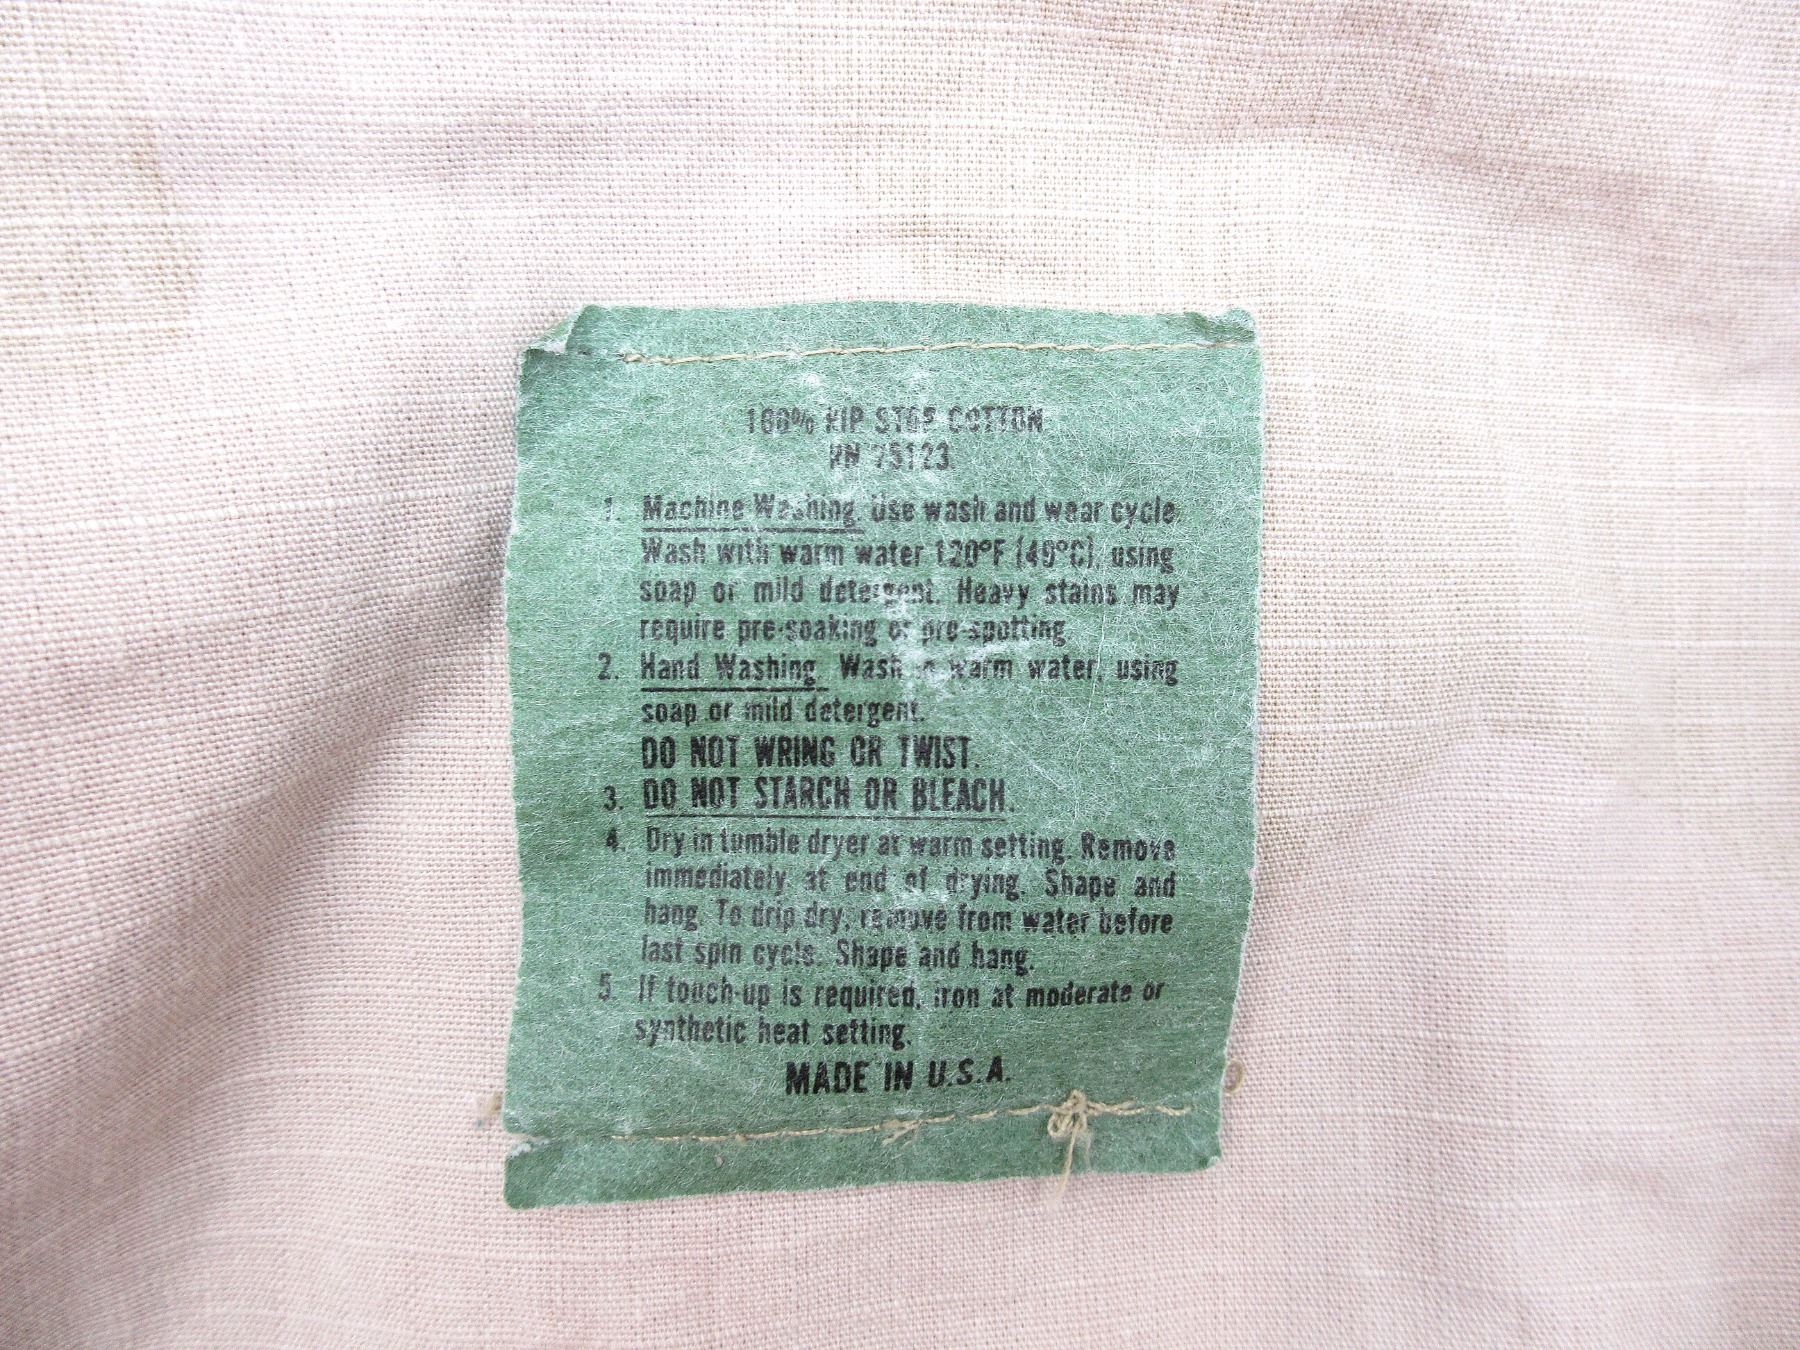 100% RIP STOP COTTON
RN 75123
1. Machine Washing. Use wash and wear cycle.
Wash with warm water 120°F (49°C), using
soap or mild detergent. Heavy stains may
require pre-soaking or pre-spotting.
2. Hand Washing. Wash in warm water, using
soap or mild detergent.
DO NOT WRING OR TWIST.
3. DO NOT STARCH OR BLEACH.
4. Dry in tumble dryer at warm setting. Remove
immediately at end of drying. Shape and
hang. To drip dry, remove from water before
last spin cycle. Shape and hang.
5. If touch-up is required, iron at moderate or
synthetic heat setting.
MADE IN U.S.A.